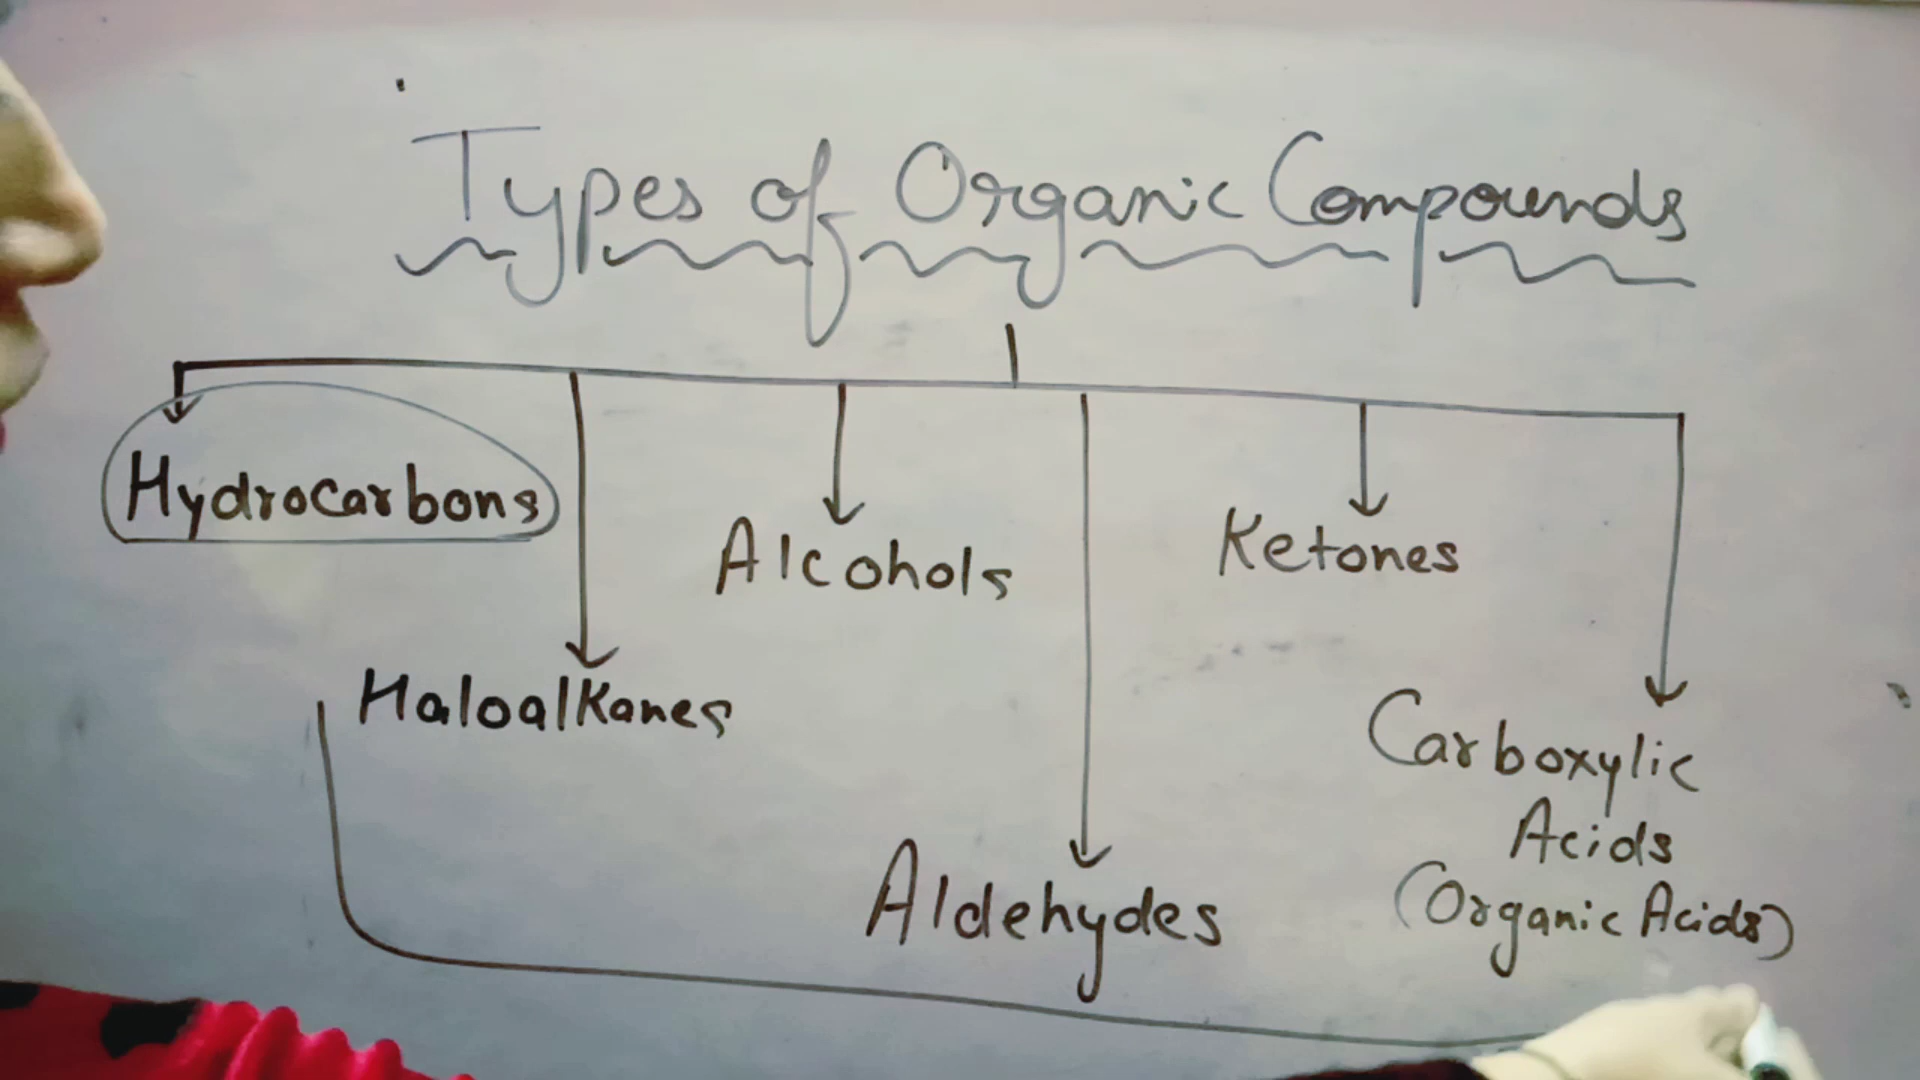 Types of Organic Compounds
Hydrocarbons
Haloalkanes
Alcohols
Aldehydes
Ketones
Carboxylic
Acids
(Organic Acids)